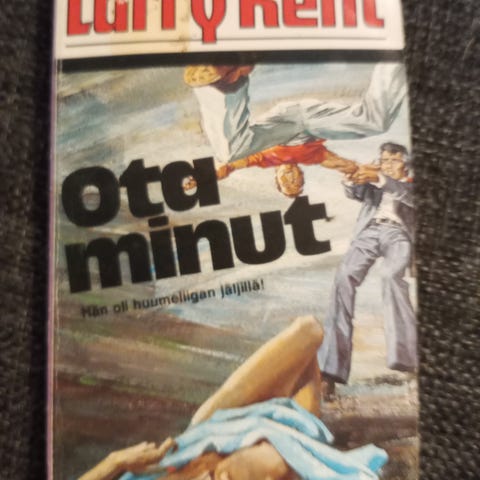 Larry Kent
Ota
minut
Hän oli huumeliigan jäljillä!